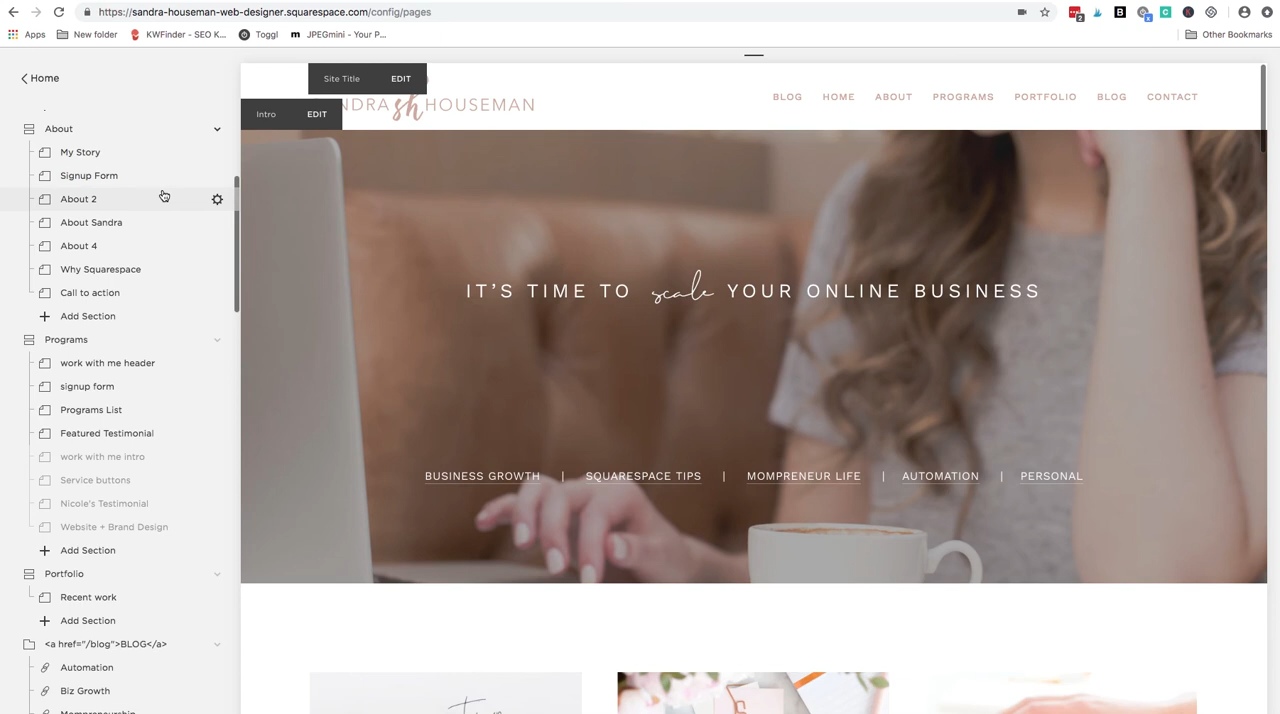 https://sandra-houseman-web-designer.squarespace.com/config/pages
Apps New folder KWFinder - SEO K... Toggl JPEGmini - Your P... Other Bookmarks
Home
About
My Story
Signup Form
About 2
About Sandra
About 4
Why Squarespace
Call to action
Add Section
Programs
work with me header
signup form
Programs List
Featured Testimonial
work with me intro
Service buttons
Nicole's Testimonial
Website + Brand Design
Add Section
Portfolio
Recent work
Add Section
<a href="/blog">BLOG</a>
Automation
Biz Growth
Site Title EDIT
Intro EDIT
NDRA sh HOUSEMAN
BLOG HOME ABOUT PROGRAMS PORTFOLIO BLOG CONTACT
IT'S TIME TO scale YOUR ONLINE BUSINESS
BUSINESS GROWTH | SQUARESPACE TIPS | MOMPRENEUR LIFE | AUTOMATION | PERSONAL